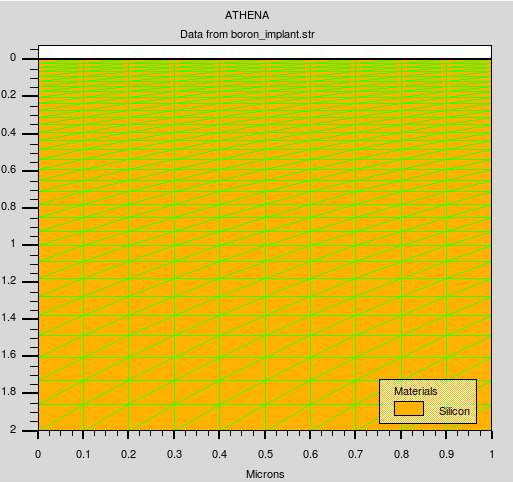 ATHENA
Data from boron_implant.str
0
0.2
0.4
0.6
0.8
1
1.2
1.4
1.6
1.8
2
Materials
Silicon
0 0.1 0.2 0.3 0.4 0.5 0.6 0.7 0.8 0.9 1
Microns